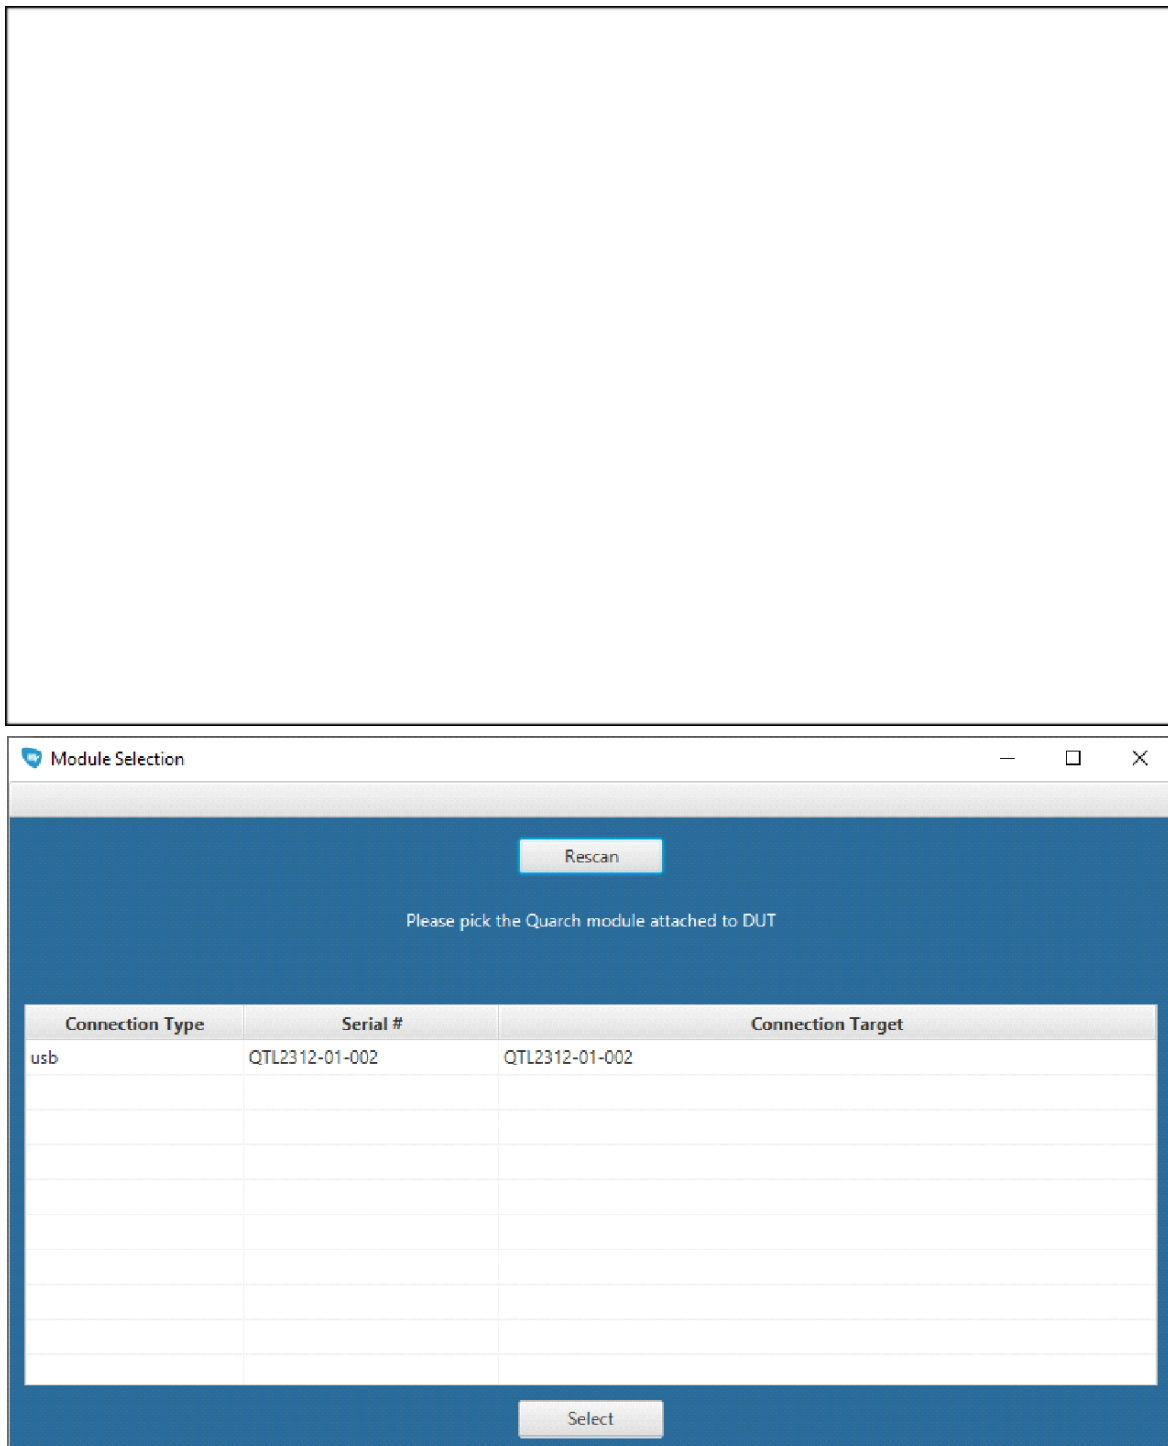 Module Selection
Rescan
Please pick the Quarch module attached to DUT
Connection Type Serial # Connection Target
usb QTL2312-01-002 QTL2312-01-002
Select